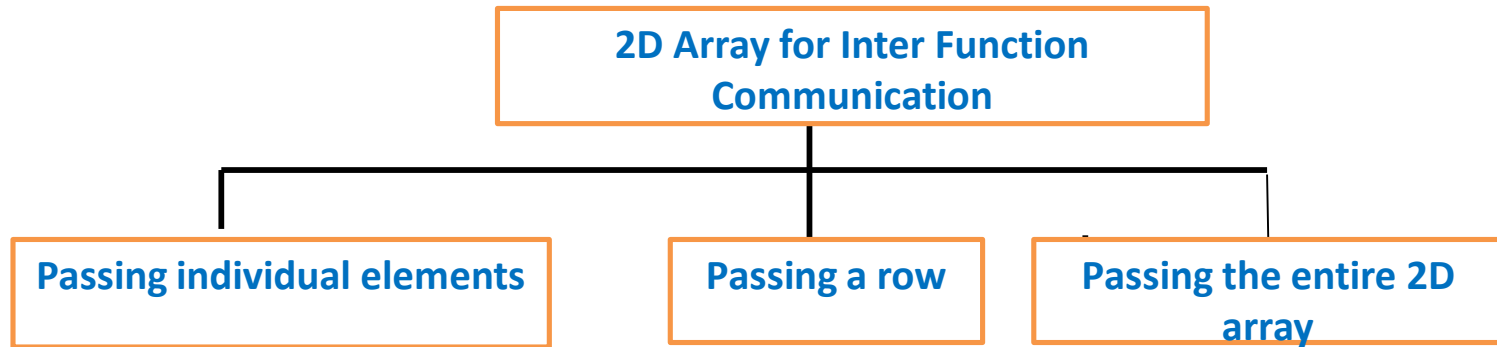 2D Array for Inter Function
Communication
Passing individual elements
Passing a row
Passing the entire 2D
array